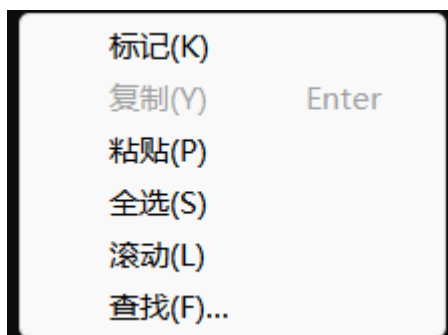 标记(K)
复制(Y) Enter
粘贴(P)
全选(S)
滚动(L)
查找(F)...